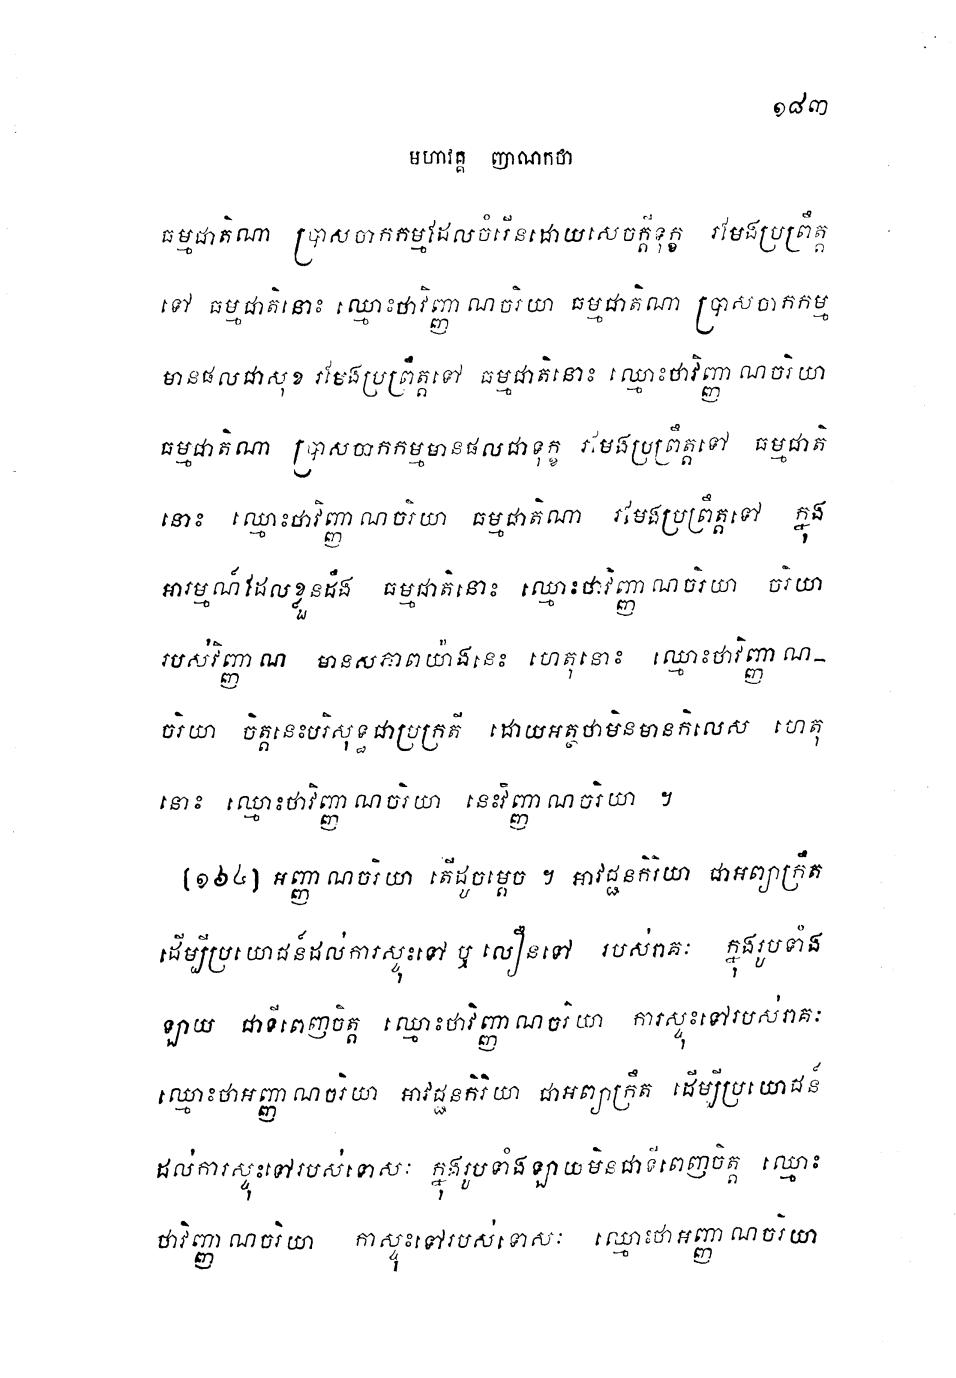 ១៨៣
មហាវគ្គ ញាណកថា
ធម្មជាតិណា ប្រាសចាកកម្មដែលចំរើនដោយសេចក្តីទុក្ខ រមែងប្រព្រឹត្ត
ទៅ ធម្មជាតិនោះ ឈ្មោះថាវិញ្ញាណចរិយា ធម្មជាតិណា ប្រាសចាកកម្ម
មានផលជាសុខ រមែងប្រព្រឹត្តទៅ ធម្មជាតិនោះ ឈ្មោះថាវិញ្ញាណចរិយា
ធម្មជាតិណា ប្រាសចាកកម្មមានផលជាទុក្ខ រមែងប្រព្រឹត្តទៅ ធម្មជាតិ
នោះ ឈ្មោះថាវិញ្ញាណចរិយា ធម្មជាតិណា រមែងប្រព្រឹត្តទៅ ក្នុង
អារម្មណ៍ដែលខ្លួនដឹង ធម្មជាតិនោះ ឈ្មោះថាវិញ្ញាណចរិយា ចរិយា
របស់វិញ្ញាណ មានសភាពយ៉ាងនេះ ហេតុនោះ ឈ្មោះថាវិញ្ញាណ-
ចរិយា ចិត្តនេះបរិសុទ្ធជាប្រក្រតី ដោយអត្ថថាមិនមានកិលេស ហេតុ
នោះ ឈ្មោះថាវិញ្ញាណចរិយា នេះវិញ្ញាណចរិយា ។
(១៦៤) អញ្ញាណចរិយា តើដូចម្តេច ។ អាវជ្ជនកិរិយា ជាអព្យាក្រឹត
ដើម្បីប្រយោជន៍ដល់ការស្ទុះទៅ ឬ លឿនទៅ របស់រាគៈ ក្នុងរូបទាំង
ឡាយ ជាទីពេញចិត្ត ឈ្មោះថាវិញ្ញាណចរិយា ការស្ទុះទៅរបស់រាគៈ
ឈ្មោះថាអញ្ញាណចរិយា អាវជ្ជនកិរិយា ជាអព្យាក្រឹត ដើម្បីប្រយោជន៍
ដល់ការស្ទុះទៅរបស់ទោសៈ ក្នុងរូបទាំងឡាយមិនជាទីពេញចិត្ត ឈ្មោះ
ថាវិញ្ញាណចរិយា កាស្ទុះទៅរបស់ទោសៈ ឈ្មោះថាអញ្ញាណចរិយា